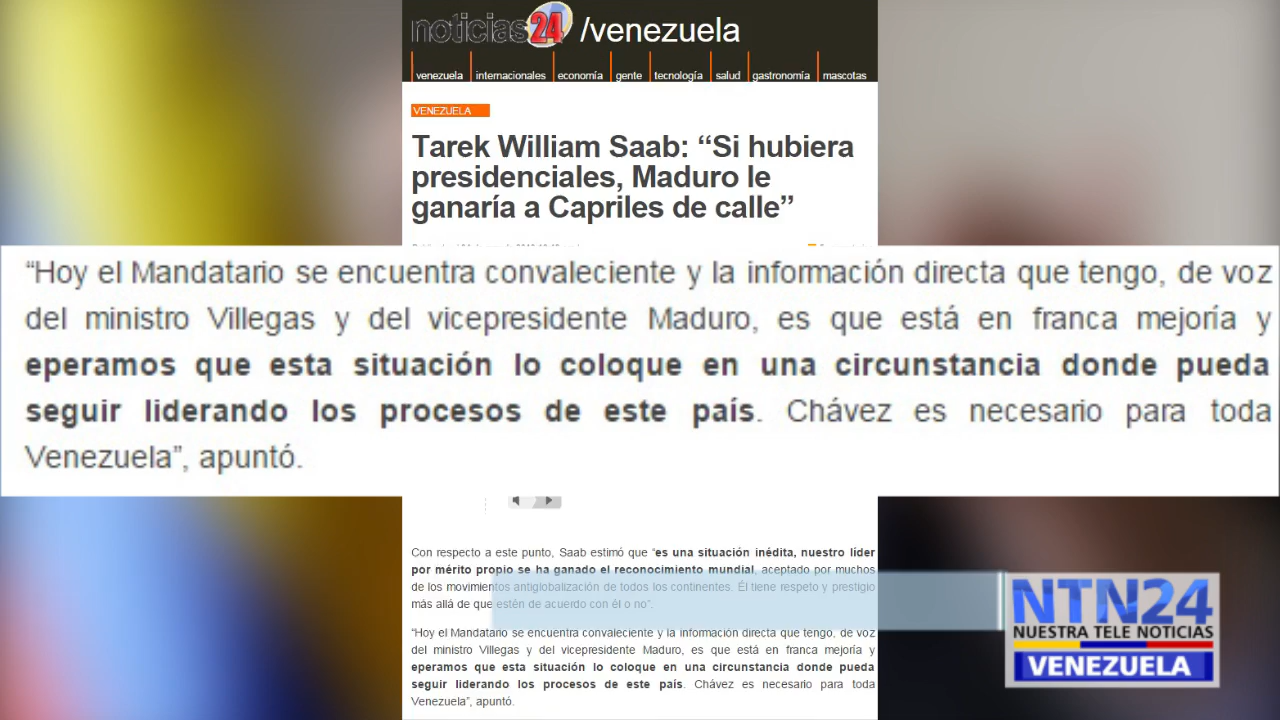 noticias24 /venezuela
venezuela internacionales economía gente tecnología salud gastronomía mascotas
VENEZUELA
Tarek William Saab: “Si hubiera
presidenciales, Maduro le
ganaría a Capriles de calle”
“Hoy el Mandatario se encuentra convaleciente y la información directa que tengo, de voz
del ministro Villegas y del vicepresidente Maduro, es que está en franca mejoría y
eperamos que esta situación lo coloque en una circunstancia donde pueda
seguir liderando los procesos de este país. Chávez es necesario para toda
Venezuela”, apuntó.
Con respecto a este punto, Saab estimó que “es una situación inédita, nuestro líder
por mérito propio se ha ganado el reconocimiento mundial, aceptado por muchos
de los movimientos antiglobalización de todos los continentes. Él tiene respeto y prestigio
más allá de que estén de acuerdo con él o no”.
“Hoy el Mandatario se encuentra convaleciente y la información directa que tengo, de voz
del ministro Villegas y del vicepresidente Maduro, es que está en franca mejoría y
eperamos que esta situación lo coloque en una circunstancia donde pueda
seguir liderando los procesos de este país. Chávez es necesario para toda
Venezuela”, apuntó.
NTN24
NUESTRA TELE NOTICIAS
VENEZUELA